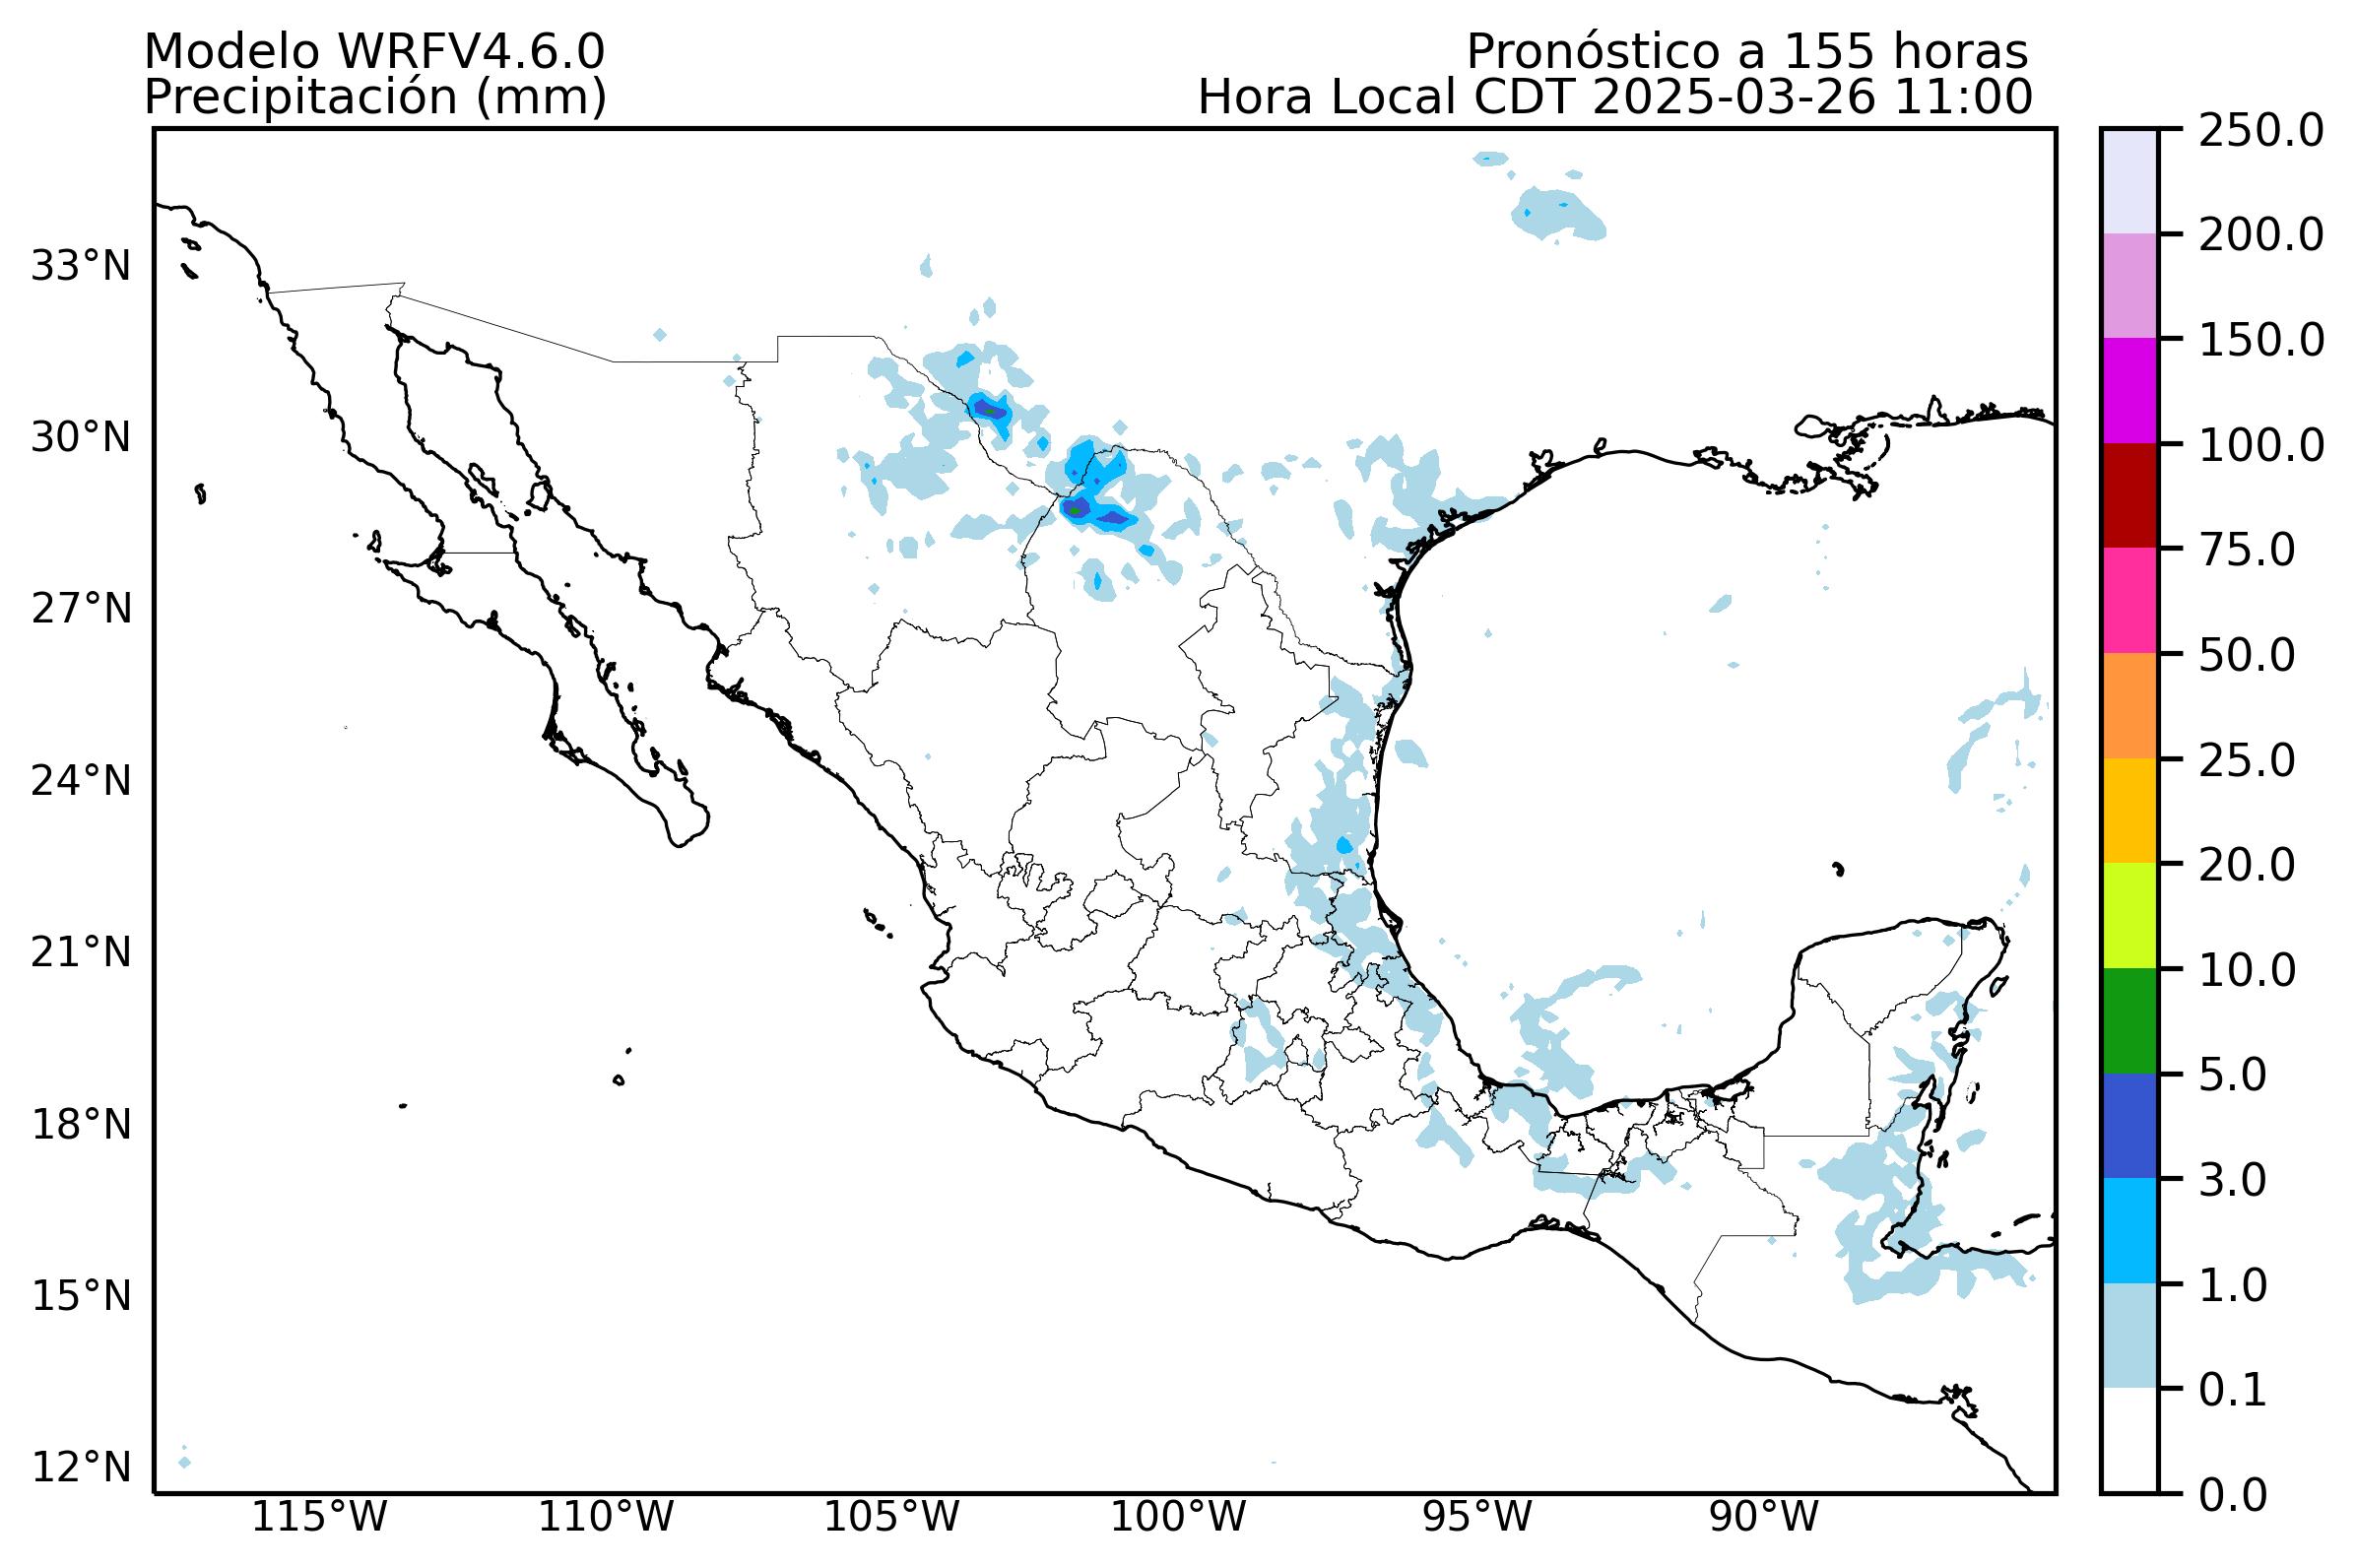 Modelo WRFV4.6.0
Precipitación (mm)
Pronóstico a 155 horas
Hora Local CDT 2025-03-26 11:00
33°N
30°N
27°N
24°N
21°N
18°N
15°N
12°N
115°W
110°W
105°W
100°W
95°W
90°W
250.0
200.0
150.0
100.0
75.0
50.0
25.0
20.0
10.0
5.0
3.0
1.0
0.1
0.0